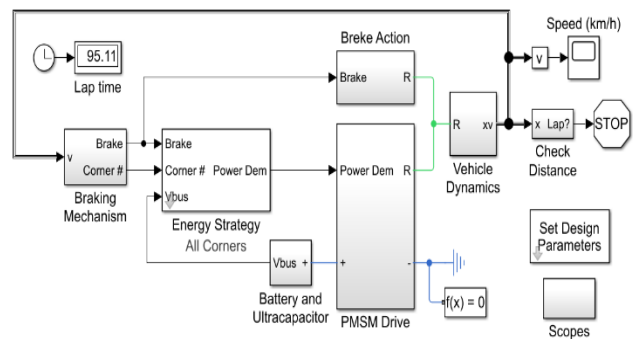 Speed (km/h)
Breke Action
95.11
Lap time
v
Brake R
R xv
x Lap?
STOP
Vehicle
Dynamics
Check
Distance
v
Brake
Corner #
Braking
Mechanism
Brake
Corner # Power Dem
Vbus
Energy Strategy
All Corners
Power Dem R
Vbus +
+ -
Battery and
Ultracapacitor
PMSM Drive
f(x) = 0
Set Design
Parameters
Scopes